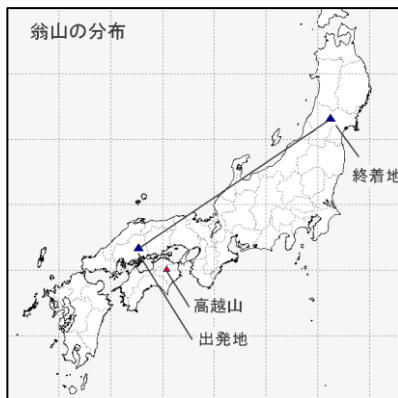 翁山の分布
終着地
高越山
出発地